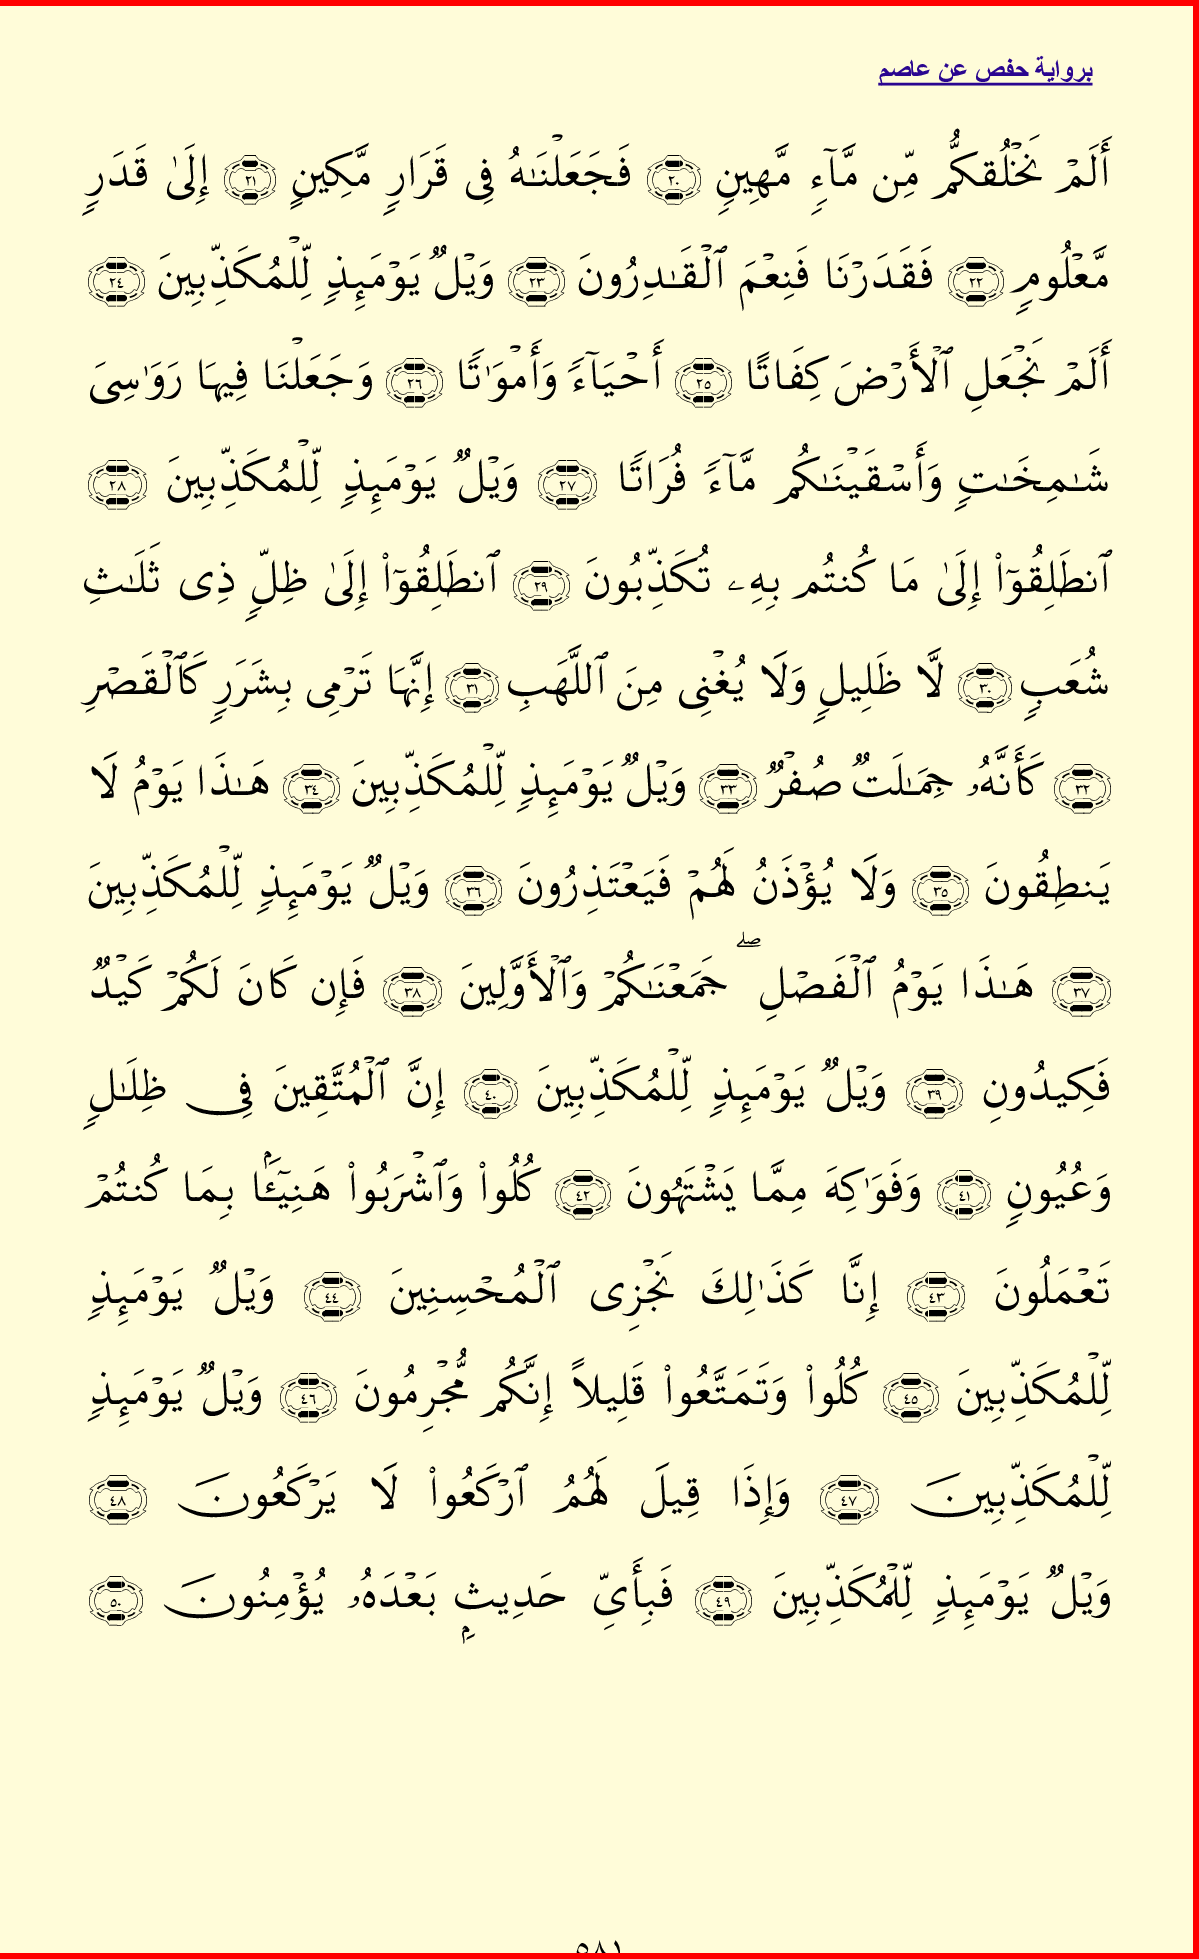 برواية حفص عن عاصم
أَلَمْ نَخْلُقكُّم مِّن مَّآءٍ مَّهِينٍ ٢٠ فَجَعَلْنَـٰهُ فِى قَرَارٍ مَّكِينٍ ٢١ إِلَىٰ قَدَرٍ
مَّعْلُومٍ ٢٢ فَقَدَرْنَا فَنِعْمَ ٱلْقَـٰدِرُونَ ٢٣ وَيْلٌ يَوْمَئِذٍ لِّلْمُكَذِّبِينَ ٢٤
أَلَمْ نَجْعَلِ ٱلْأَرْضَ كِفَاتًا ٢٥ أَحْيَآءً وَأَمْوَٰتًا ٢٦ وَجَعَلْنَا فِيهَا رَوَٰسِىَ
شَـٰمِخَـٰتٍ وَأَسْقَيْنَـٰكُم مَّآءً فُرَاتًا ٢٧ وَيْلٌ يَوْمَئِذٍ لِّلْمُكَذِّبِينَ ٢٨
ٱنطَلِقُوٓا۟ إِلَىٰ مَا كُنتُم بِهِۦ تُكَذِّبُونَ ٢٩ ٱنطَلِقُوٓا۟ إِلَىٰ ظِلٍّ ذِى ثَلَـٰثِ
شُعَبٍ ٣٠ لَّا ظَلِيلٍ وَلَا يُغْنِى مِنَ ٱللَّهَبِ ٣١ إِنَّهَا تَرْمِى بِشَرَرٍ كَٱلْقَصْرِ
٣٢ كَأَنَّهُۥ جِمَـٰلَتٌ صُفْرٌ ٣٣ وَيْلٌ يَوْمَئِذٍ لِّلْمُكَذِّبِينَ ٣٤ هَـٰذَا يَوْمُ لَا
يَنطِقُونَ ٣٥ وَلَا يُؤْذَنُ لَهُمْ فَيَعْتَذِرُونَ ٣٦ وَيْلٌ يَوْمَئِذٍ لِّلْمُكَذِّبِينَ
٣٧ هَـٰذَا يَوْمُ ٱلْفَصْلِ ۖ جَمَعْنَـٰكُمْ وَٱلْأَوَّلِينَ ٣٨ فَإِن كَانَ لَكُمْ كَيْدٌ
فَكِيدُونِ ٣٩ وَيْلٌ يَوْمَئِذٍ لِّلْمُكَذِّبِينَ ٤٠ إِنَّ ٱلْمُتَّقِينَ فِى ظِلَـٰلٍ
وَعُيُونٍ ٤١ وَفَوَٰكِهَ مِمَّا يَشْتَهُونَ ٤٢ كُلُوا۟ وَٱشْرَبُوا۟ هَنِيٓـَٔۢا بِمَا كُنتُمْ
تَعْمَلُونَ ٤٣ إِنَّا كَذَٰلِكَ نَجْزِى ٱلْمُحْسِنِينَ ٤٤ وَيْلٌ يَوْمَئِذٍ
لِّلْمُكَذِّبِينَ ٤٥ كُلُوا۟ وَتَمَتَّعُوا۟ قَلِيلًا إِنَّكُم مُّجْرِمُونَ ٤٦ وَيْلٌ يَوْمَئِذٍ
لِّلْمُكَذِّبِينَ ٤٧ وَإِذَا قِيلَ لَهُمُ ٱرْكَعُوا۟ لَا يَرْكَعُونَ ٤٨
وَيْلٌ يَوْمَئِذٍ لِّلْمُكَذِّبِينَ ٤٩ فَبِأَىِّ حَدِيثٍۭ بَعْدَهُۥ يُؤْمِنُونَ ٥٠
٥٨١